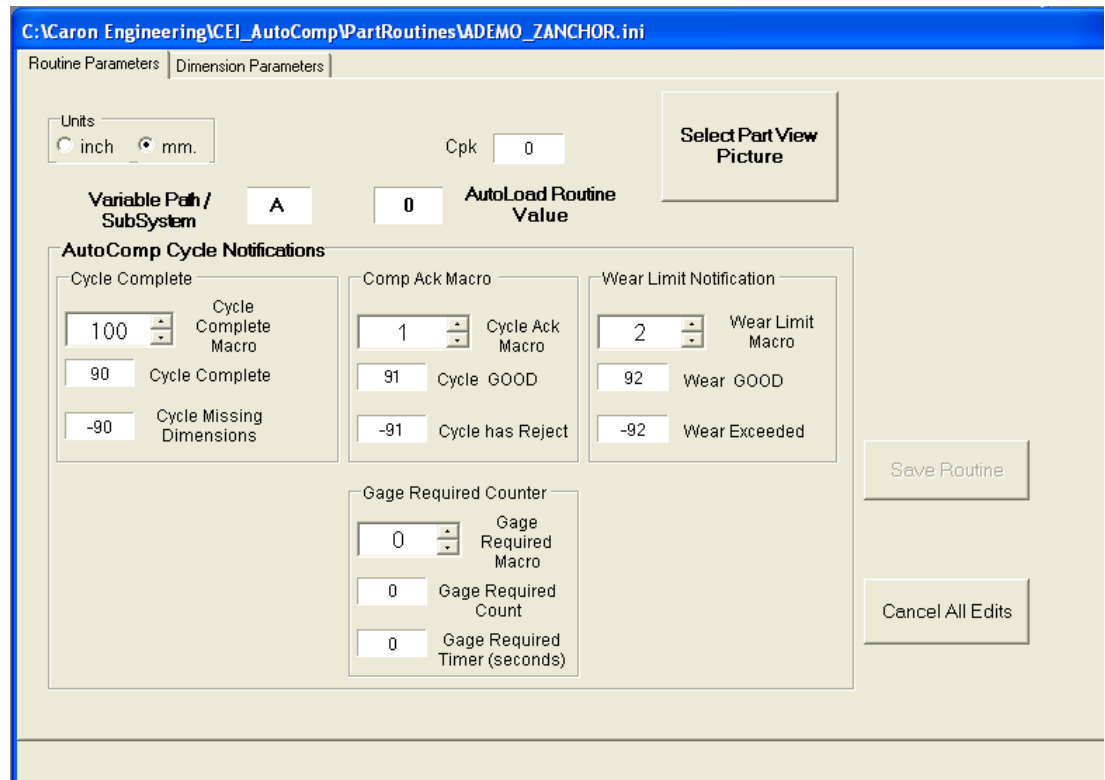 C:\Caron Engineering\CEI_AutoComp\PartRoutines\ADEMO_ZANCHOR.ini
Routine Parameters
Dimension Parameters
Units
inch
mm.
Cpk
0
Select Part View
Picture
Variable Path /
SubSystem
A
0
AutoLoad Routine
Value
AutoComp Cycle Notifications
Cycle Complete
100
Cycle
Complete
Macro
90
Cycle Complete
-90
Cycle Missing
Dimensions
Comp Ack Macro
1
Cycle Ack
Macro
91
Cycle GOOD
-91
Cycle has Reject
Wear Limit Notification
2
Wear Limit
Macro
92
Wear GOOD
-92
Wear Exceeded
Gage Required Counter
0
Gage
Required
Macro
0
Gage Required
Count
0
Gage Required
Timer (seconds)
Save Routine
Cancel All Edits